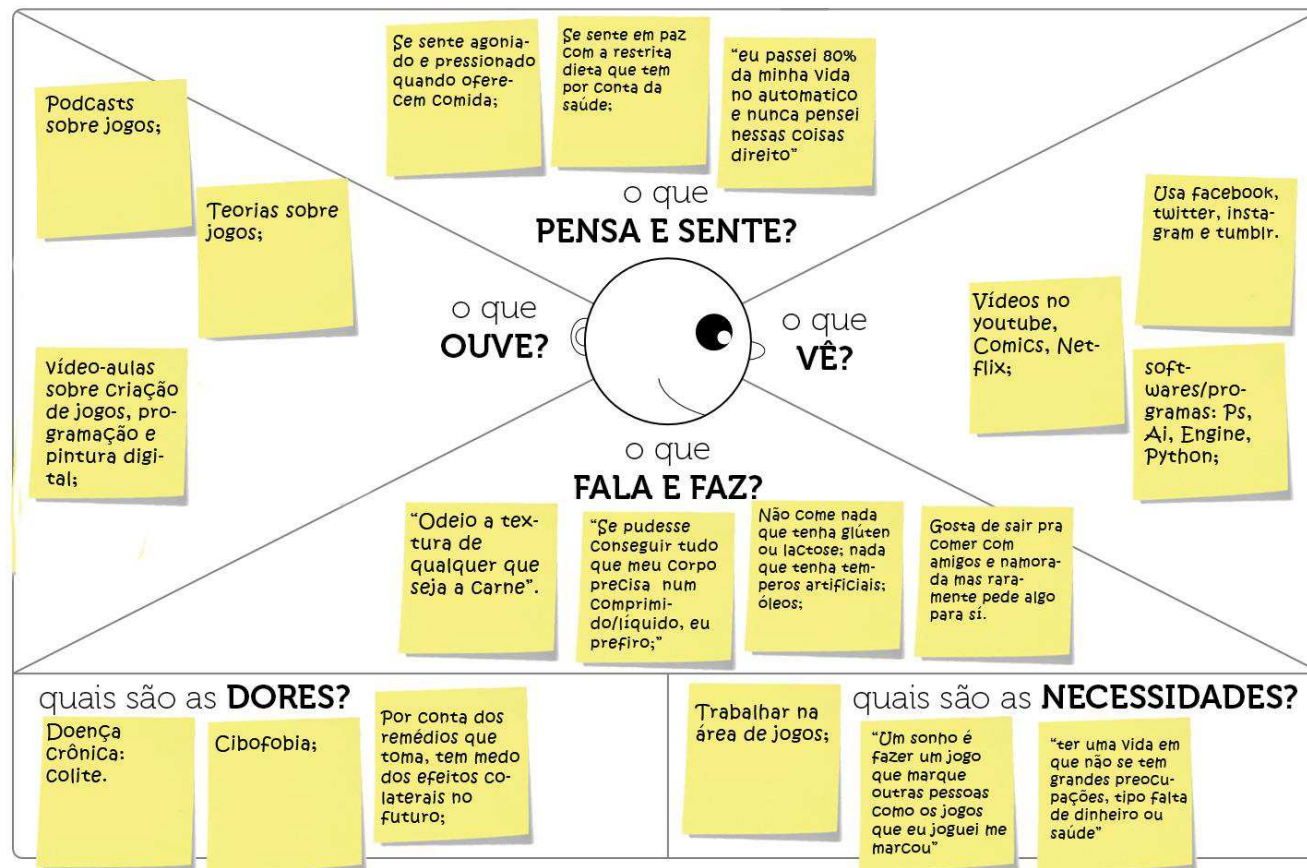 Se sente agonia-
do e pressionado
quando ofere-
cem comida;
Se sente em paz
com a restrita
dieta que tem
por conta da
saúde;
“eu passei 80%
da minha vida
no automatico
e nunca pensei
nessas coisas
direito”
o que
PENSA E SENTE?
Podcasts
sobre jogos;
Teorias sobre
jogos;
vídeo-aulas
sobre criação
de jogos, pro-
gramação e
pintura digi-
tal;
o que
OUVE?
o que
VÊ?
Usa facebook,
twitter, insta-
gram e tumblr.
Vídeos no
youtube,
Comics, Net-
flix;
soft-
wares/pro-
gramas: Ps,
Ai, Engine,
Python;
o que
FALA E FAZ?
“Odeio a tex-
tura de
qualquer que
seja a carne”.
“Se pudesse
conseguir tudo
que meu corpo
precisa num
comprimi-
do/líquido, eu
prefiro;”
Não come nada
que tenha glúten
ou lactose; nada
que tenha tem-
peros artificiais;
óleos;
Gosta de sair pra
comer com
amigos e namora-
da mas rara-
mente pede algo
para sí.
quais são as DORES?
Doença
crônica:
colite.
Cibofobia;
Por conta dos
remédios que
toma, tem medo
dos efeitos co-
laterais no
futuro;
quais são as NECESSIDADES?
Trabalhar na
área de jogos;
“Um sonho é
fazer um jogo
que marque
outras pessoas
como os jogos
que eu joguei me
marcou”
“ter uma vida em
que não se tem
grandes preocu-
pações, tipo falta
de dinheiro ou
saúde”